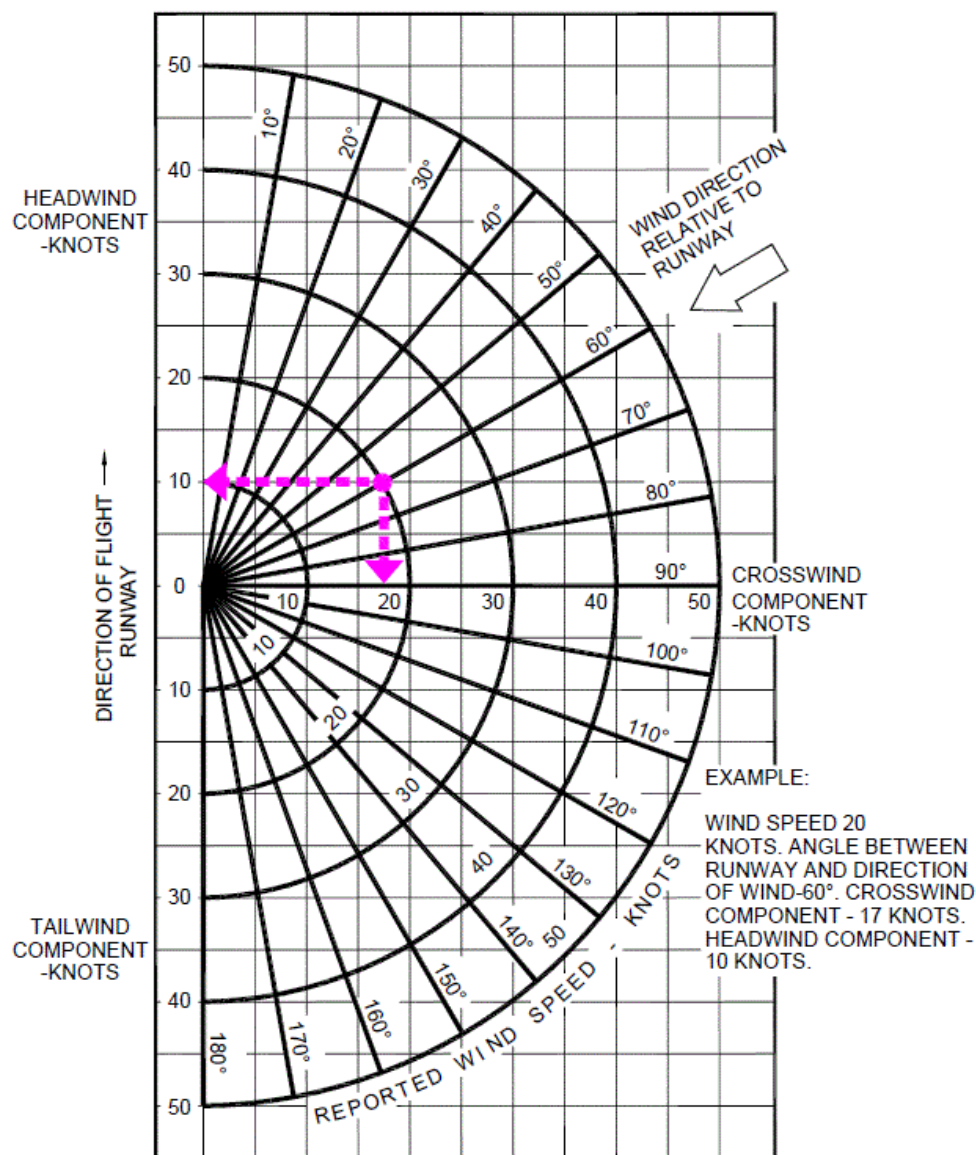 50
10°
20°
30°
40°
HEADWIND
COMPONENT
-KNOTS
40°
50°
WIND DIRECTION
RELATIVE TO
RUNWAY
30
60°
20
70°
10
80°
DIRECTION OF FLIGHT
RUNWAY
0
10
20
30
40
50
90°
CROSSWIND
COMPONENT
-KNOTS
10
10
20
30
40
50
100°
110°
120°
130°
140°
150°
160°
170°
180°
20
30
TAILWIND
COMPONENT
-KNOTS
40
50
REPORTED WIND SPEED - KNOTS
EXAMPLE:
WIND SPEED 20
KNOTS. ANGLE BETWEEN
RUNWAY AND DIRECTION
OF WIND-60°. CROSSWIND
COMPONENT - 17 KNOTS.
HEADWIND COMPONENT -
10 KNOTS.